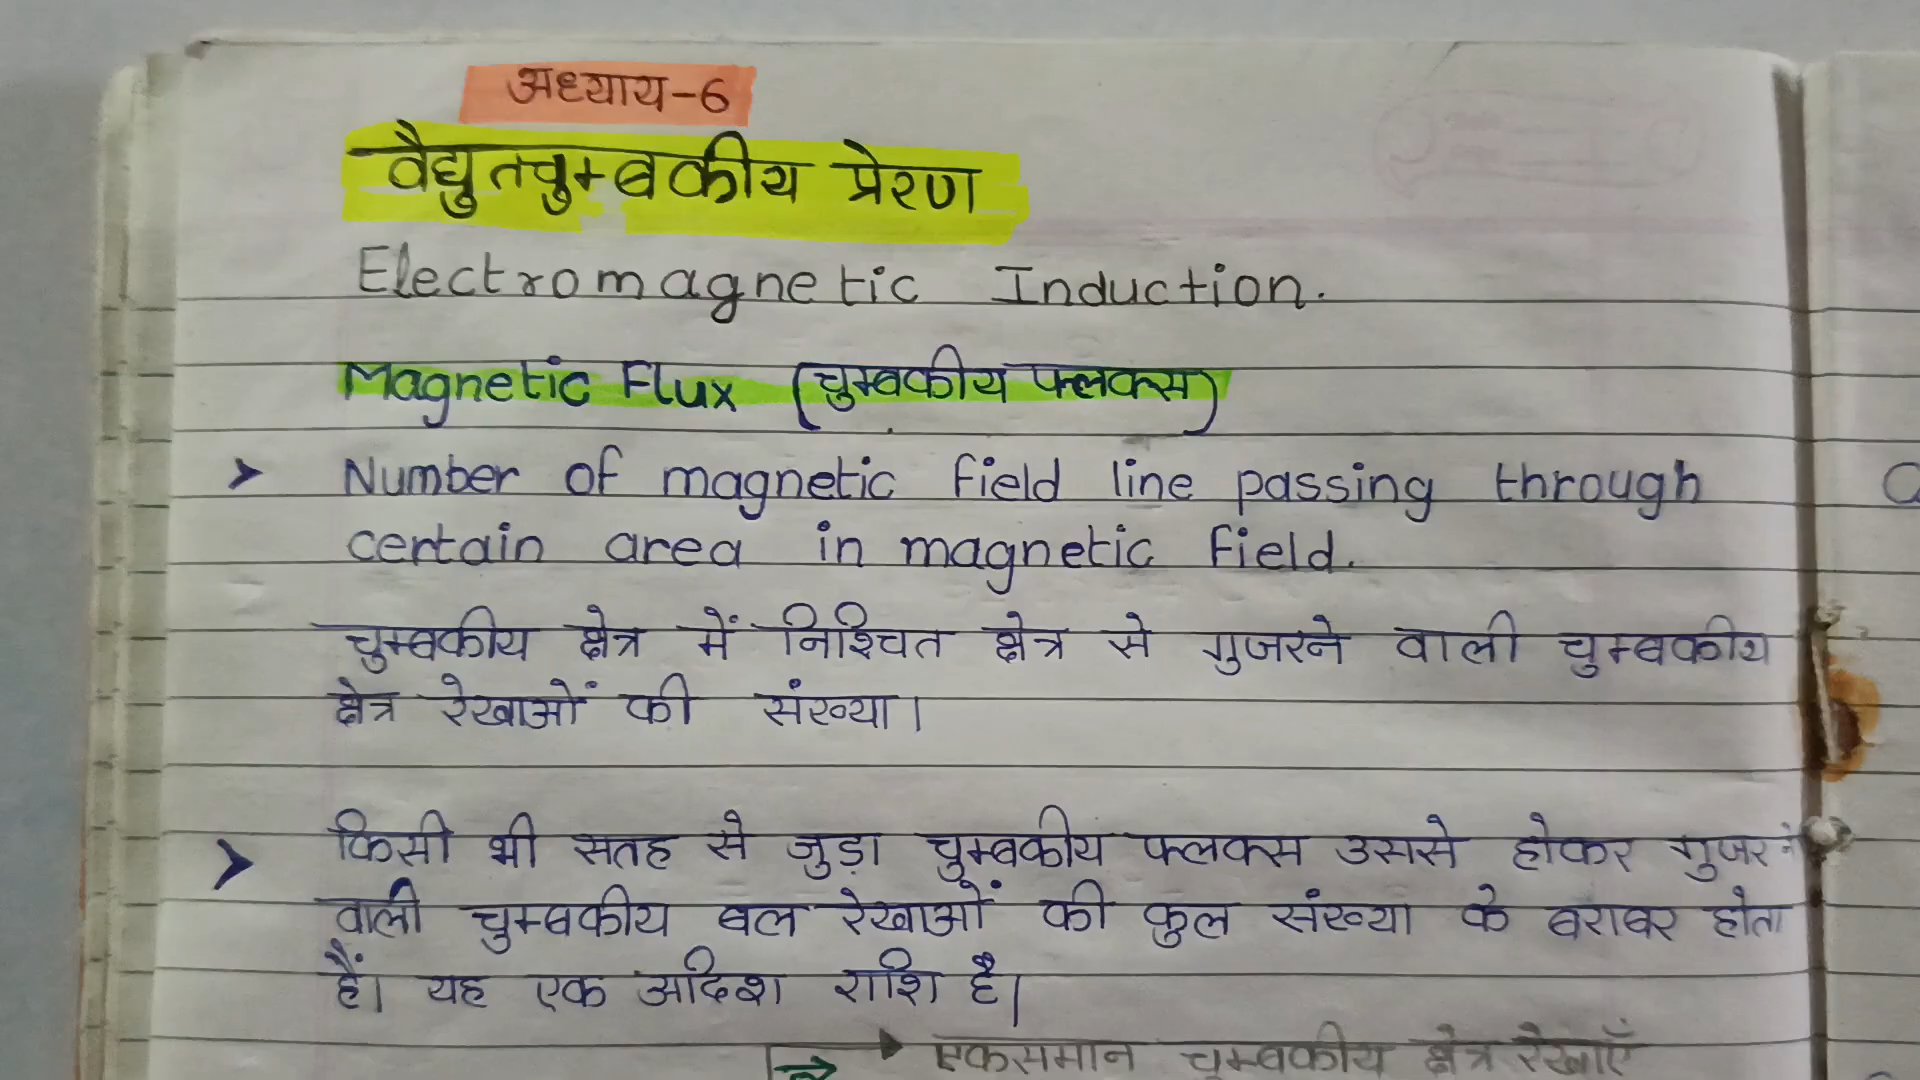 अध्याय-6
वैद्युतचुम्बकीय प्रेरण
Electromagnetic Induction.
Magnetic Flux (चुम्बकीय फ्लक्स)
> Number of magnetic field line passing through
certain area in magnetic field.
चुम्बकीय क्षेत्र में निश्चित क्षेत्र से गुजरने वाली चुम्बकीय
क्षेत्र रेखाओं की संख्या।
> किसी भी सतह से जुड़ा चुम्बकीय फ्लक्स उससे होकर गुजरने
वाली चुम्बकीय बल रेखाओं की कुल संख्या के बराबर होता
हैं। यह एक अदिश राशि है।
एकसमान चुम्बकीय क्षेत्र रेखाएँ